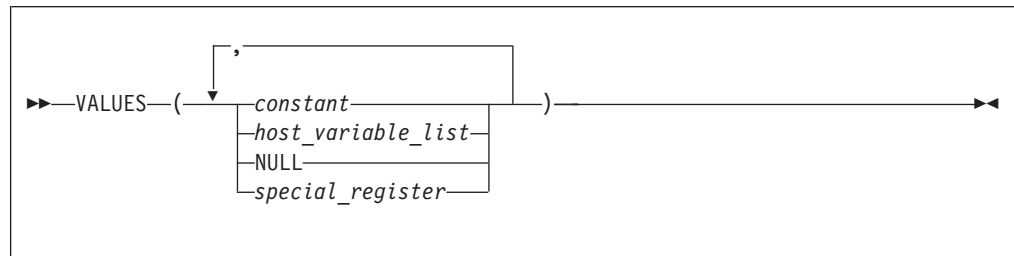 ,
VALUES ( constant )
host_variable_list
NULL
special_register